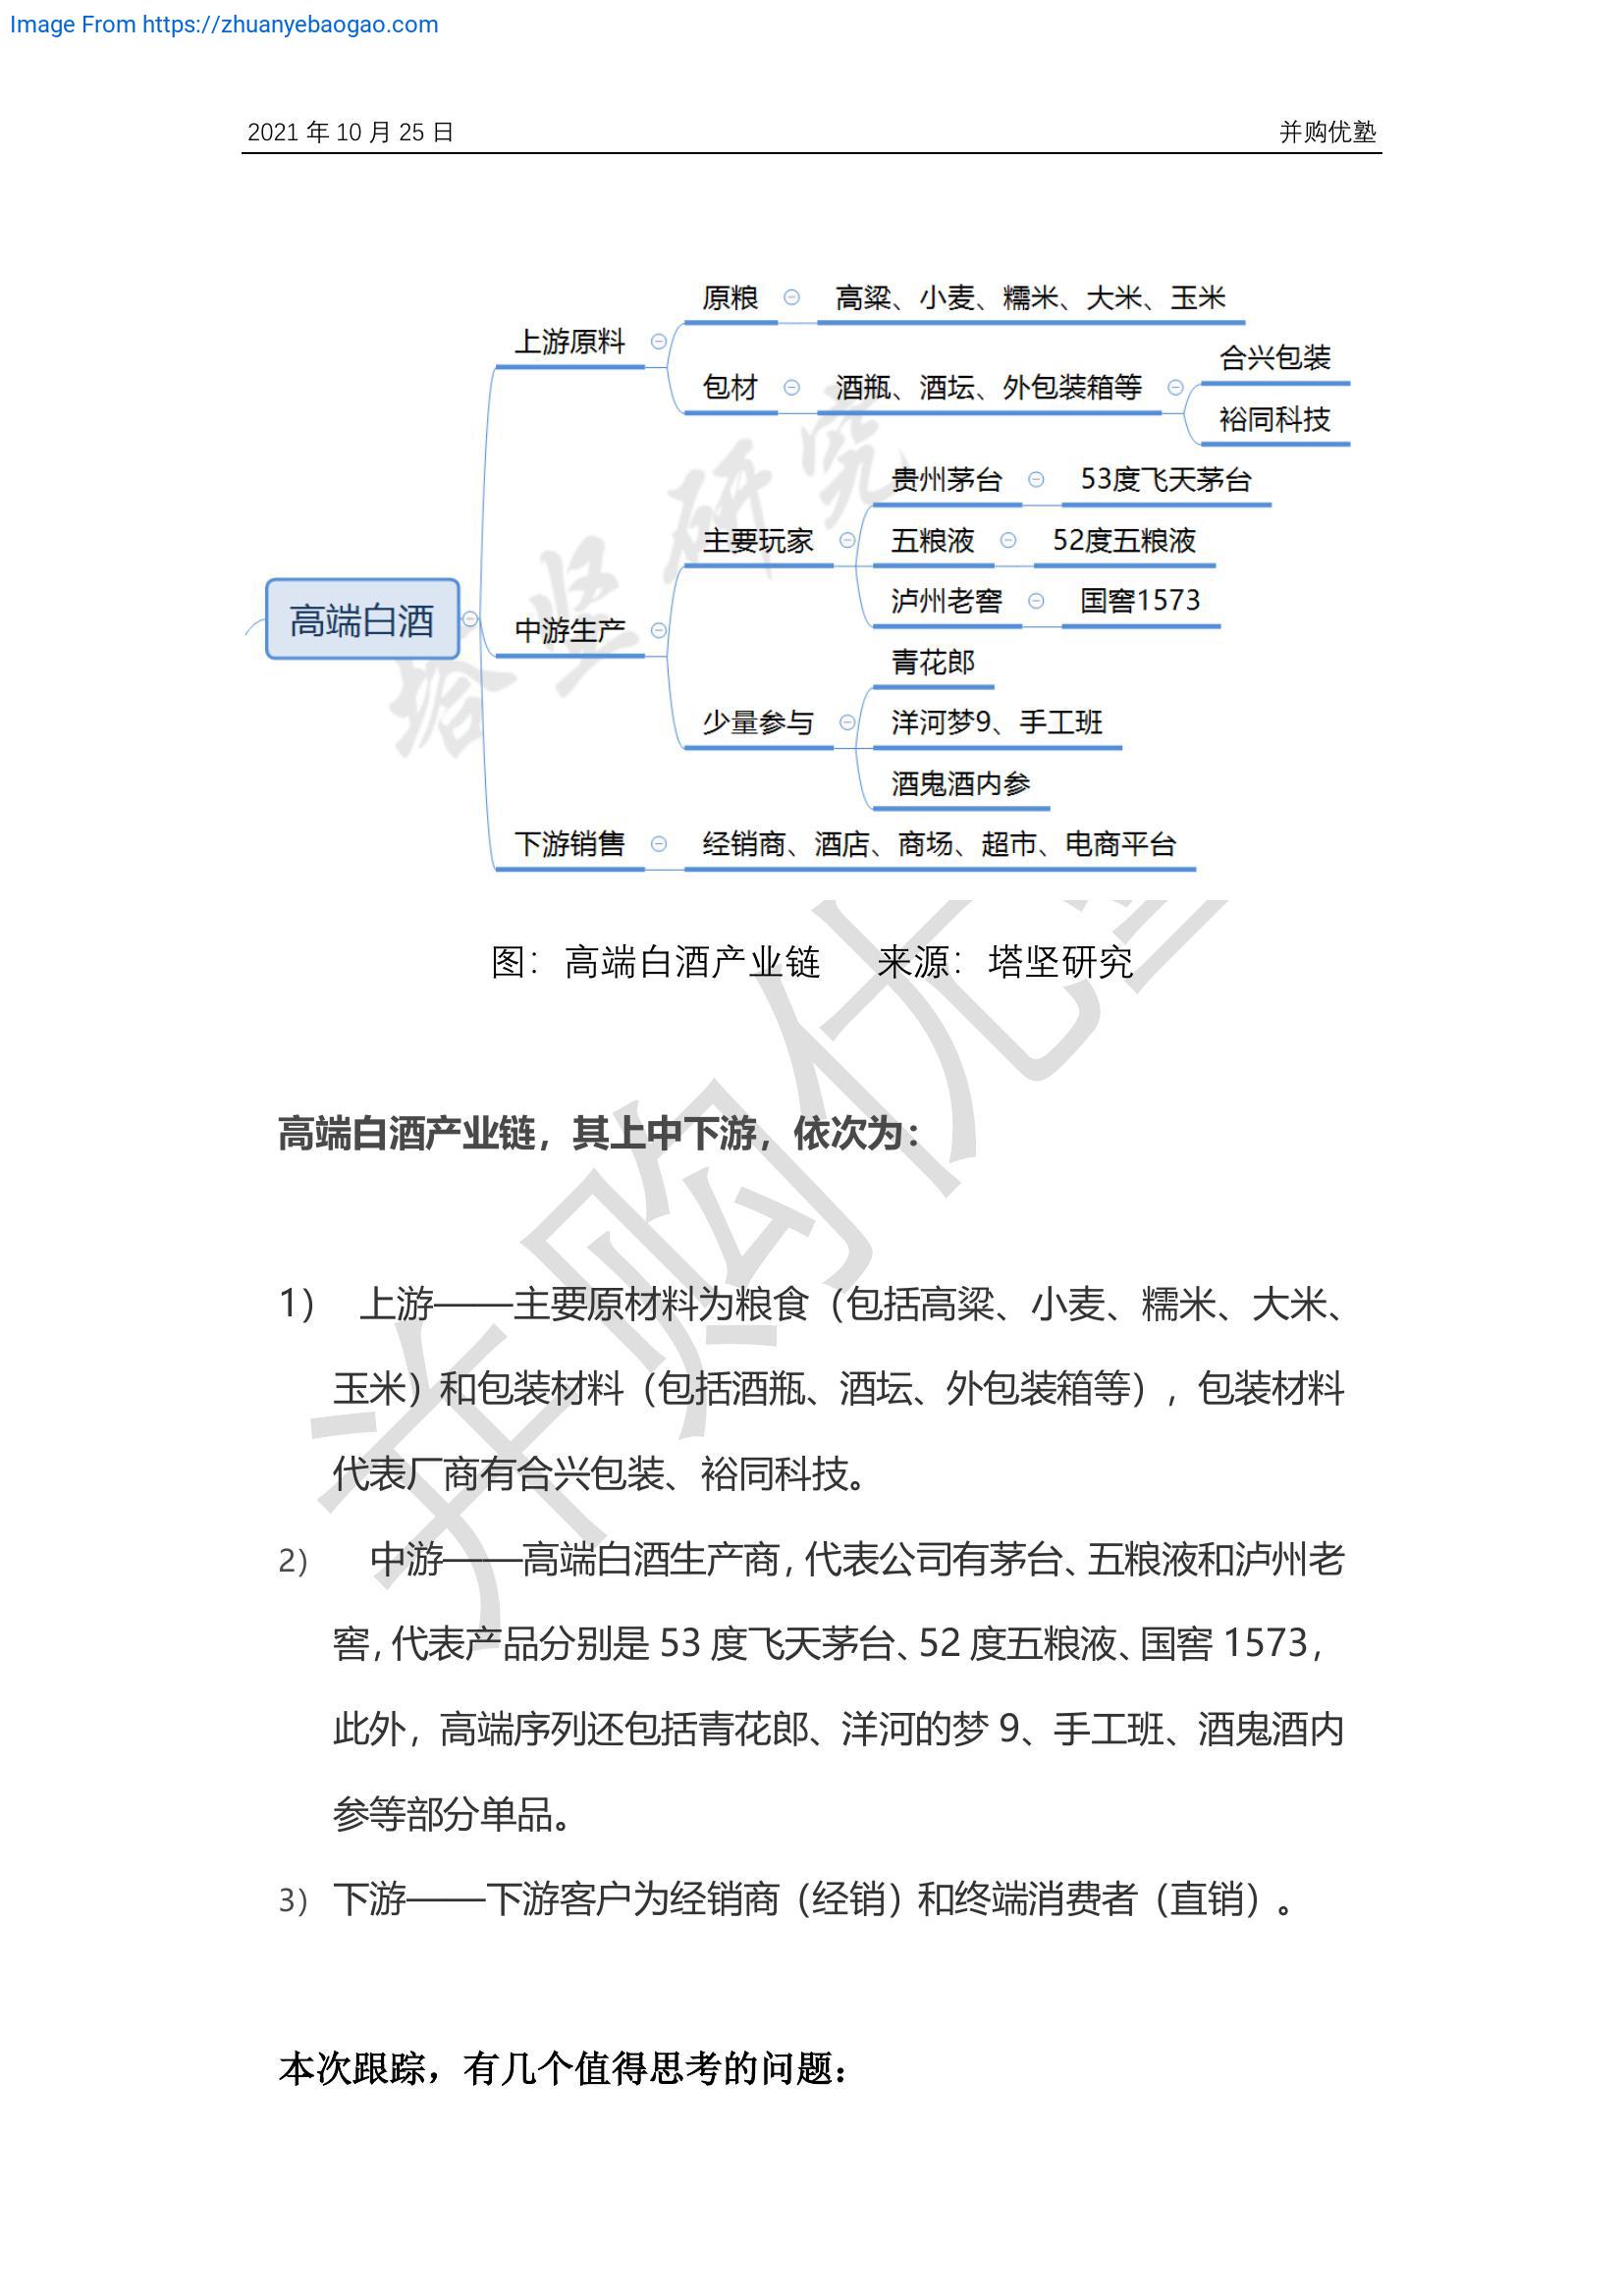 Image From https://zhuanyebaogao.com
2021 年 10 月 25 日
并购优塾
高端白酒
上游原料
原粮
高粱、小麦、糯米、大米、玉米
包材
酒瓶、酒坛、外包装箱等
合兴包装
裕同科技
中游生产
主要玩家
贵州茅台
53度飞天茅台
五粮液
52度五粮液
泸州老窖
国窖1573
少量参与
青花郎
洋河梦9、手工班
酒鬼酒内参
下游销售
经销商、酒店、商场、超市、电商平台
塔坚研究
图：高端白酒产业链 来源：塔坚研究
并购优塾
高端白酒产业链，其上中下游，依次为：
1） 上游——主要原材料为粮食（包括高粱、小麦、糯米、大米、
玉米）和包装材料（包括酒瓶、酒坛、外包装箱等），包装材料
代表厂商有合兴包装、裕同科技。
2） 中游——高端白酒生产商，代表公司有茅台、五粮液和泸州老
窖，代表产品分别是 53 度飞天茅台、52 度五粮液、国窖 1573，
此外，高端序列还包括青花郎、洋河的梦 9、手工班、酒鬼酒内
参等部分单品。
3） 下游——下游客户为经销商（经销）和终端消费者（直销）。
本次跟踪，有几个值得思考的问题：